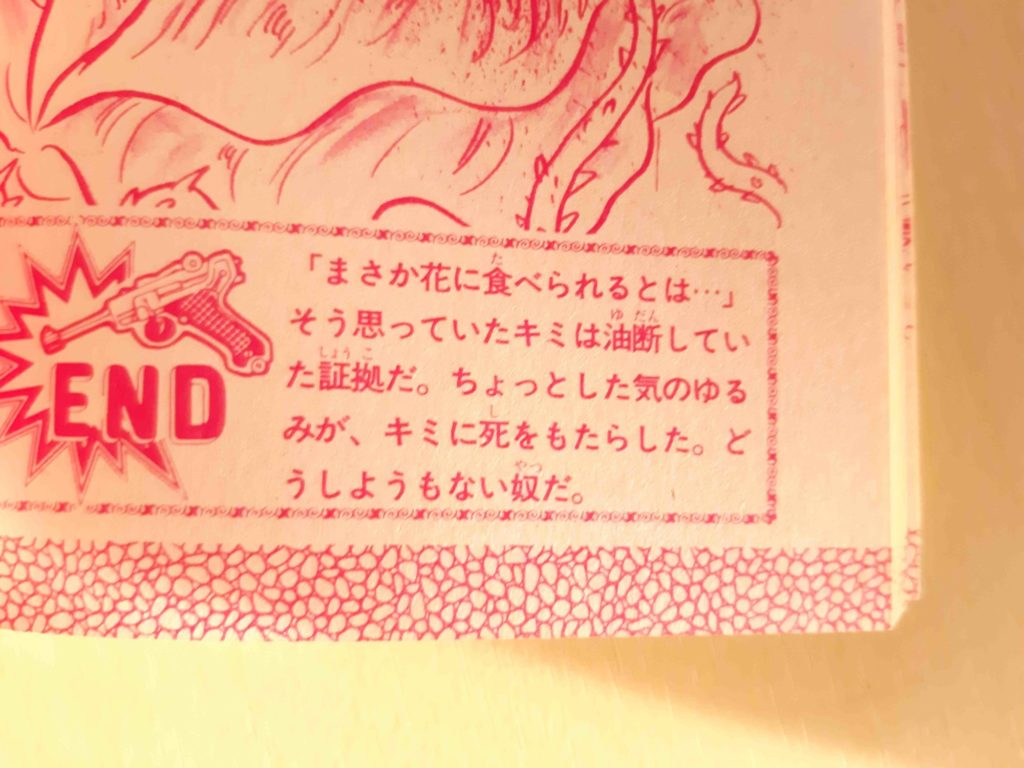 END
「まさか花に食べられるとは…」
そう思っていたキミは油断してい
た証拠だ。ちょっとした気のゆる
みが、キミに死をもたらした。ど
うしようもない奴だ。